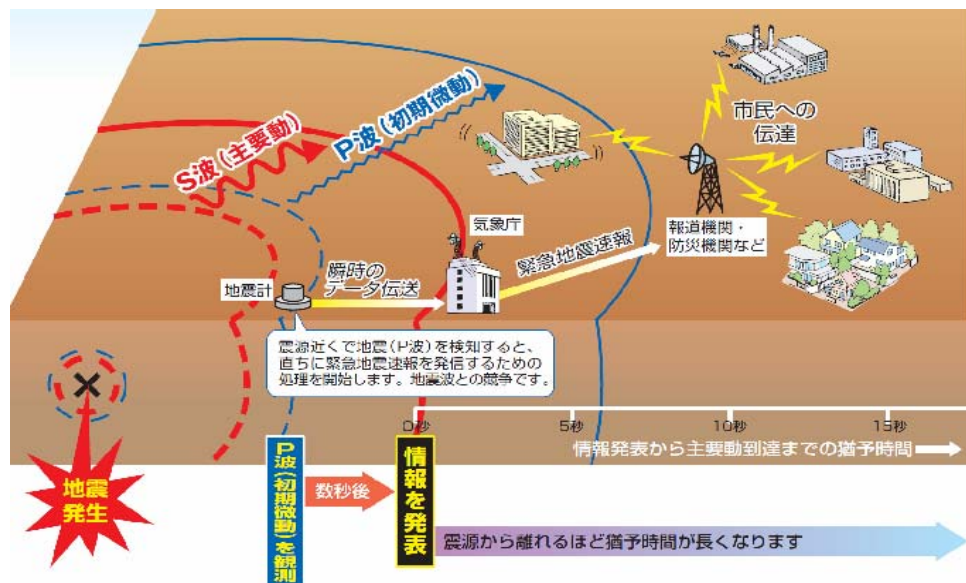 S波(主要動)
P波(初期微動)
市民への
伝達
気象庁
報道機関・
防災機関など
緊急地震速報
地震計
瞬時の
データ伝送
震源近くで地震(P波)を検知すると、
直ちに緊急地震速報を発信するための
処理を開始します。地震波との競争です。
0秒
5秒
10秒
15秒
情報発表から主要動到達までの猶予時間
地震
発生
P波(初期微動)を観測
数秒後
情報を発表
震源から離れるほど猶予時間が長くなります